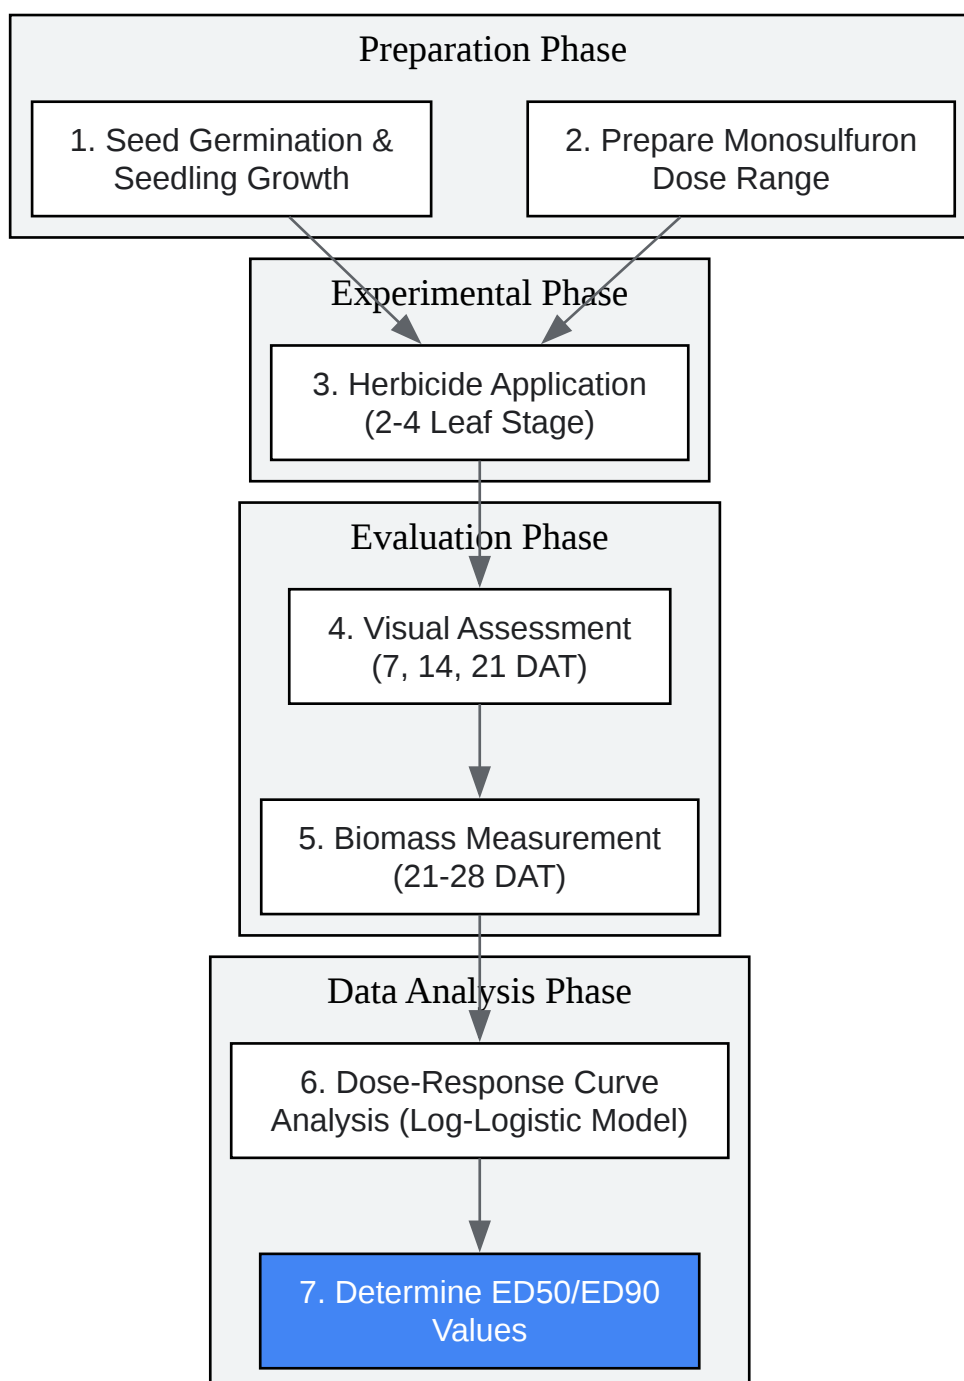 Preparation Phase
1. Seed Germination &
Seedling Growth
2. Prepare Monosulfuron
Dose Range
Experimental Phase
3. Herbicide Application
(2-4 Leaf Stage)
Evaluation Phase
4. Visual Assessment
(7, 14, 21 DAT)
5. Biomass Measurement
(21-28 DAT)
Data Analysis Phase
6. Dose-Response Curve
Analysis (Log-Logistic Model)
7. Determine ED50/ED90
Values